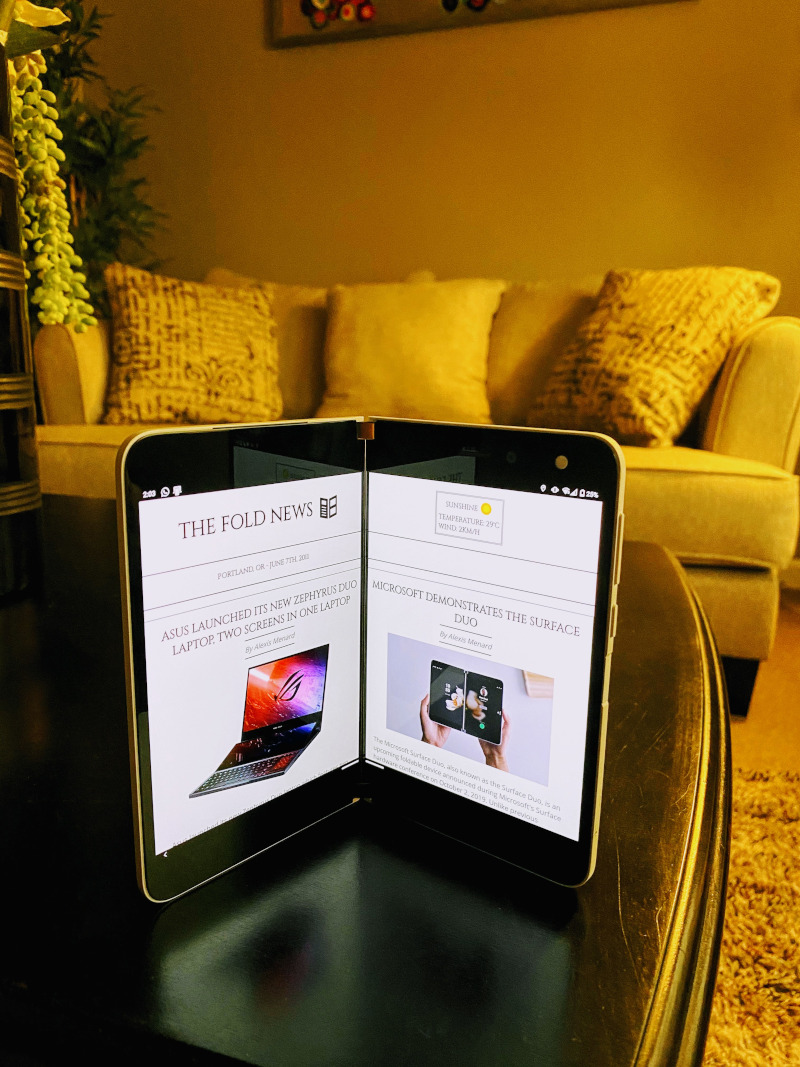 2:03
25%
THE FOLD NEWS
PORTLAND, OR - JUNE 7TH, 2011
ASUS LAUNCHED ITS NEW ZEPHYRUS DUO
LAPTOP, TWO SCREENS IN ONE LAPTOP
By Alexis Menard
SUNSHINE
TEMPERATURE: 29°C
WIND: 2KM/H
MICROSOFT DEMONSTRATES THE SURFACE
DUO
By Alexis Menard
The Microsoft Surface Duo, also known as the Surface Duo, is an
upcoming foldable device announced during Microsoft's Surface
hardware conference on October 2, 2019. Unlike previous